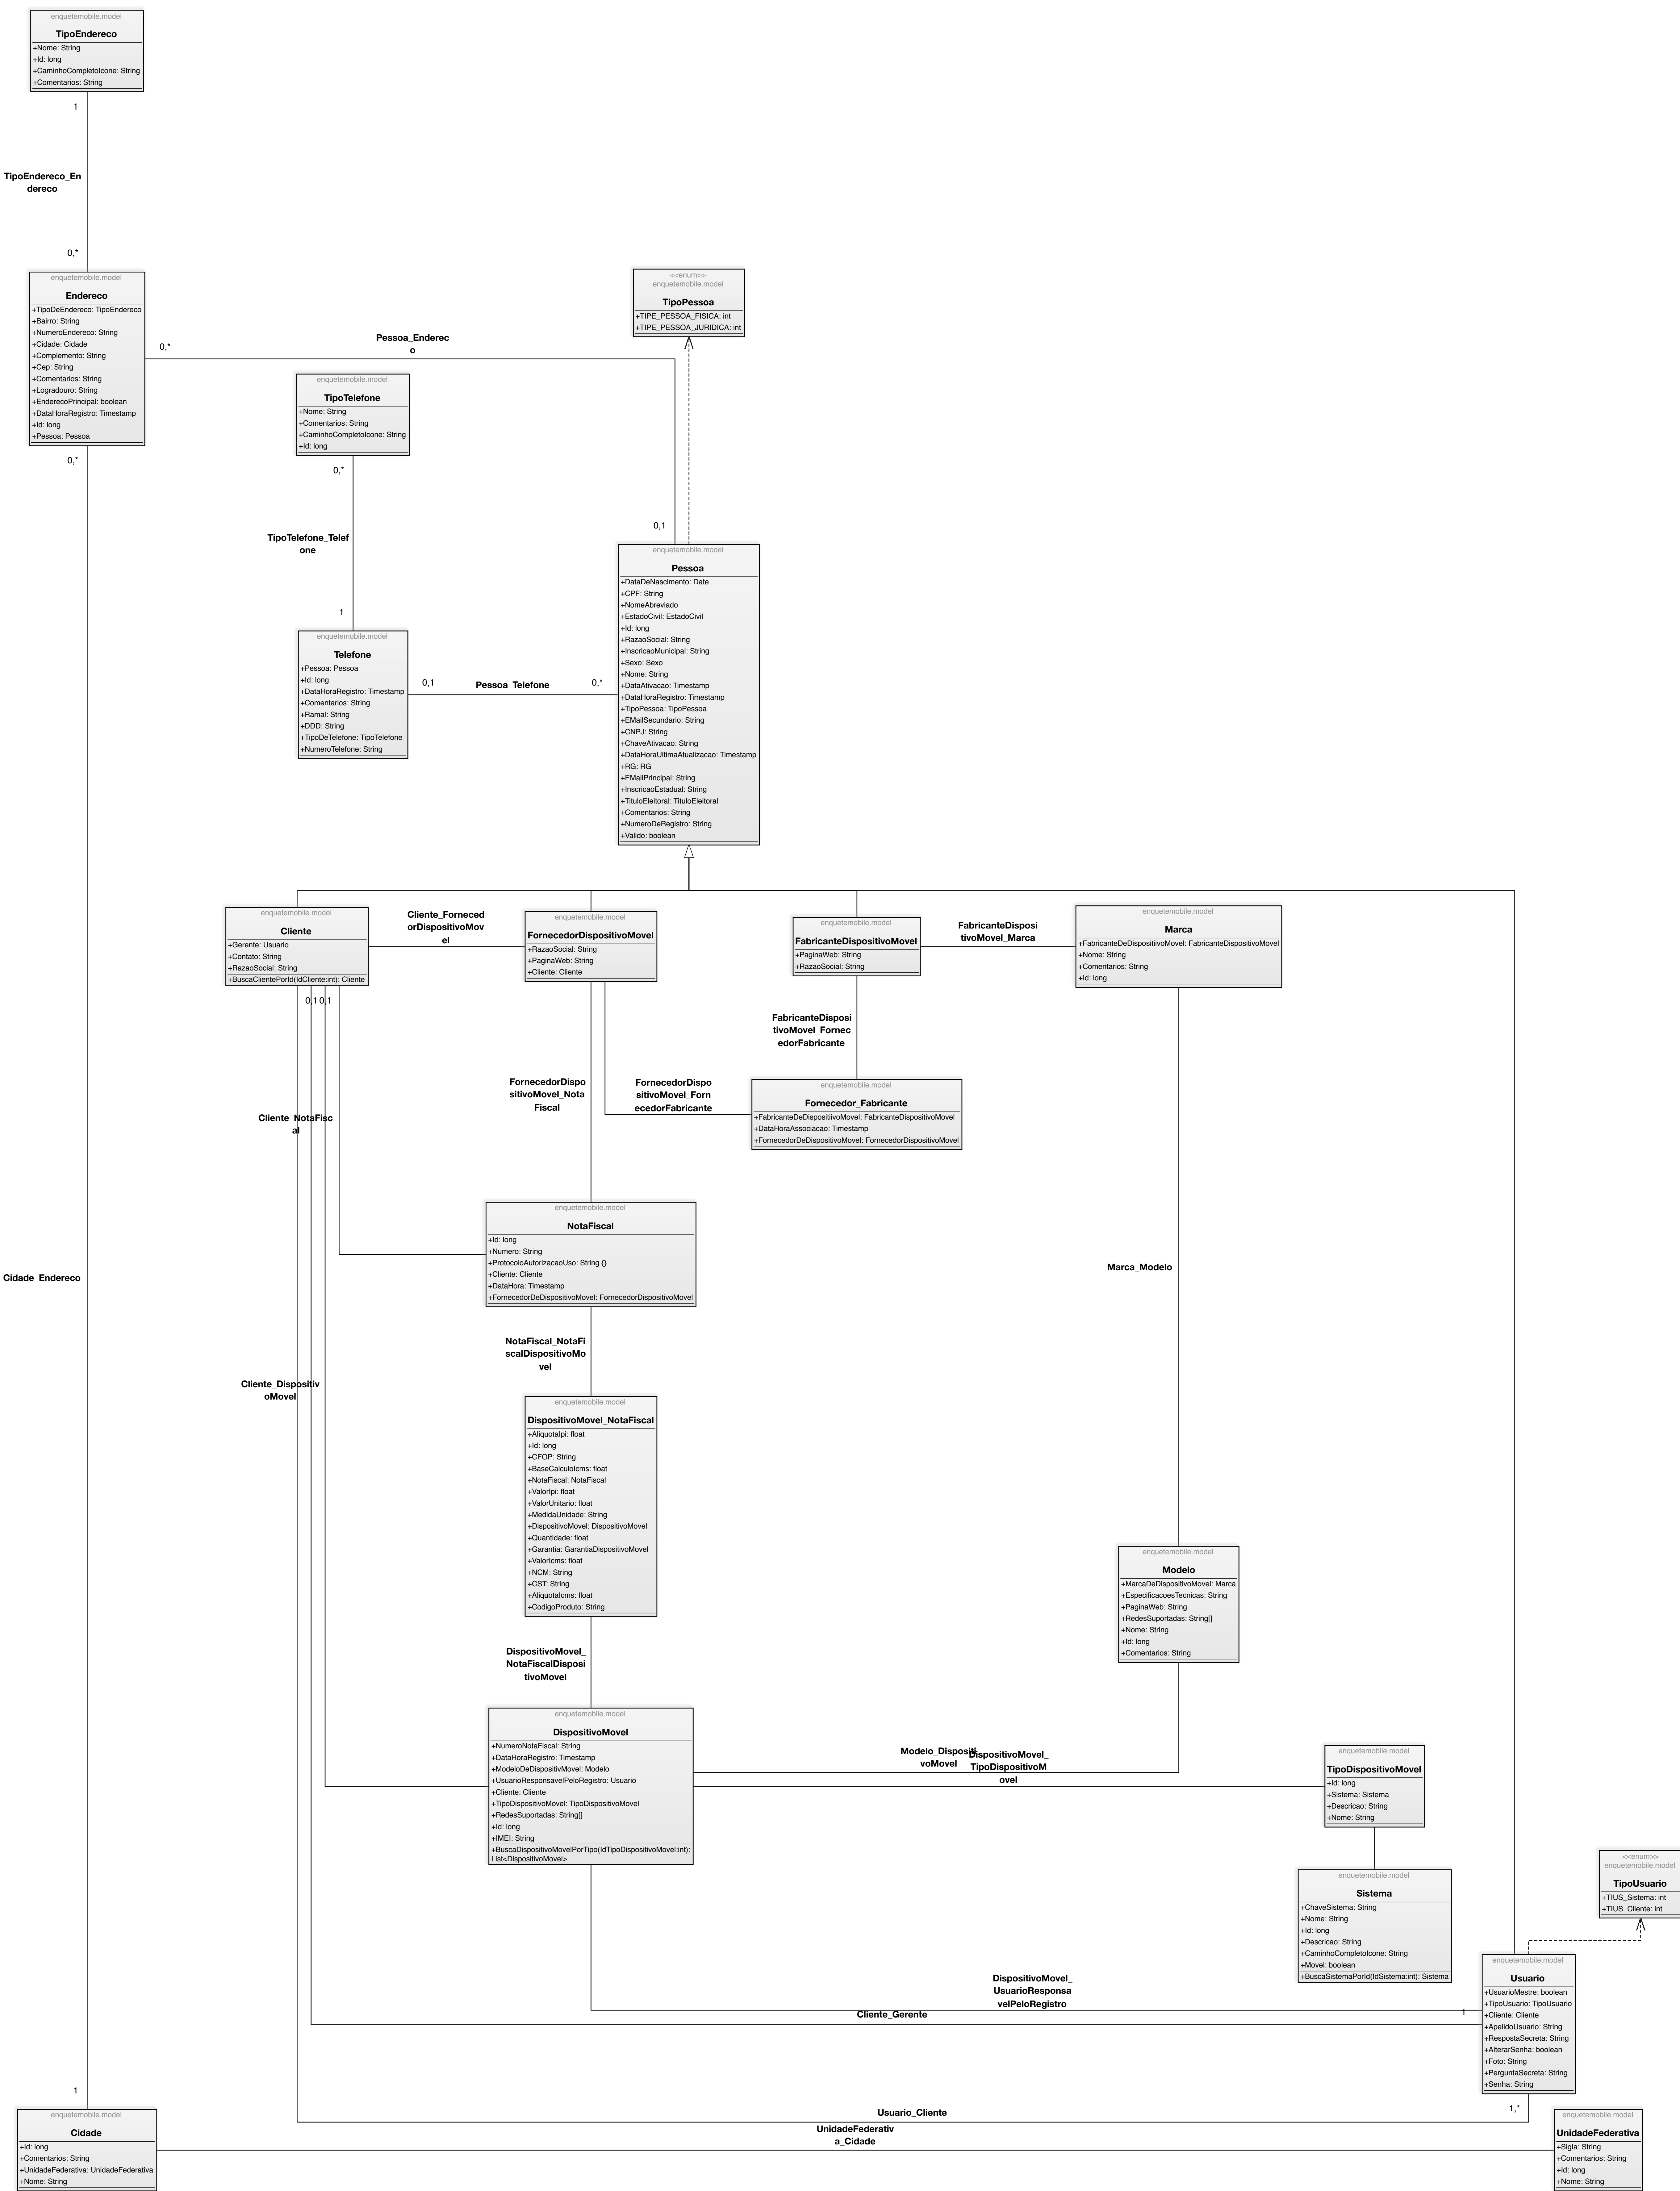 enquetemobile.model
TipoEndereco
+Nome: String
+Id: long
+CaminhoCompletoIcone: String
+Comentarios: String
1
TipoEndereco_En
dereco
0,*
enquetemobile.model
Endereco
+TipoDeEndereco: TipoEndereco
+Bairro: String
+NumeroEndereco: String
+Cidade: Cidade
+Complemento: String
+Cep: String
+Comentarios: String
+Logradouro: String
+EnderecoPrincipal: boolean
+DataHoraRegistro: Timestamp
+Id: long
+Pessoa: Pessoa
0,*
0,*
Pessoa_Enderec
o
0,1
<<enum>>
enquetemobile.model
TipoPessoa
+TIPE_PESSOA_FISICA: int
+TIPE_PESSOA_JURIDICA: int
enquetemobile.model
TipoTelefone
+Nome: String
+Comentarios: String
+CaminhoCompletoIcone: String
+Id: long
0,*
TipoTelefone_Telef
one
1
enquetemobile.model
Telefone
+Pessoa: Pessoa
+Id: long
+DataHoraRegistro: Timestamp
+Comentarios: String
+Ramal: String
+DDD: String
+TipoDeTelefone: TipoTelefone
+NumeroTelefone: String
0,1
Pessoa_Telefone
0,*
enquetemobile.model
Pessoa
+DataDeNascimento: Date
+CPF: String
+NomeAbreviado
+EstadoCivil: EstadoCivil
+Id: long
+RazaoSocial: String
+InscricaoMunicipal: String
+Sexo: Sexo
+Nome: String
+DataAtivacao: Timestamp
+DataHoraRegistro: Timestamp
+TipoPessoa: TipoPessoa
+EMailSecundario: String
+CNPJ: String
+ChaveAtivacao: String
+DataHoraUltimaAtualizacao: Timestamp
+RG: RG
+EMailPrincipal: String
+InscricaoEstadual: String
+TituloEleitoral: TituloEleitoral
+Comentarios: String
+NumeroDeRegistro: String
+Valido: boolean
enquetemobile.model
Cliente
+Gerente: Usuario
+Contato: String
+RazaoSocial: String
+BuscaClientePorId(IdCliente:int): Cliente
0,1
0,1
Cliente_Forneced
orDispositivoMov
el
enquetemobile.model
FornecedorDispositivoMovel
+RazaoSocial: String
+PaginaWeb: String
+Cliente: Cliente
enquetemobile.model
FabricanteDispositivoMovel
+PaginaWeb: String
+RazaoSocial: String
FabricanteDisposi
tivoMovel_Marca
enquetemobile.model
Marca
+FabricanteDeDispositiivoMovel: FabricanteDispositivoMovel
+Nome: String
+Comentarios: String
+Id: long
FabricanteDisposi
tivoMovel_Fornec
edorFabricante
FornecedorDispo
sitivoMovel_Nota
Fiscal
FornecedorDispo
sitivoMovel_Forn
ecedorFabricante
enquetemobile.model
Fornecedor_Fabricante
+FabricanteDeDispositiivoMovel: FabricanteDispositivoMovel
+DataHoraAssociacao: Timestamp
+FornecedorDeDispositivoMovel: FornecedorDispositivoMovel
Cliente_NotaFisc
al
enquetemobile.model
NotaFiscal
+Id: long
+Numero: String
+ProtocoloAutorizacaoUso: String {}
+Cliente: Cliente
+DataHora: Timestamp
+FornecedorDeDispositivoMovel: FornecedorDispositivoMovel
Cidade_Endereco
Marca_Modelo
NotaFiscal_NotaFi
scalDispositivoMo
vel
Cliente_Dispositiv
oMovel
enquetemobile.model
DispositivoMovel_NotaFiscal
+AliquotaIpi: float
+Id: long
+CFOP: String
+BaseCalculoIcms: float
+NotaFiscal: NotaFiscal
+ValorIpi: float
+ValorUnitario: float
+MedidaUnidade: String
+DispositivoMovel: DispositivoMovel
+Quantidade: float
+Garantia: GarantiaDispositivoMovel
+ValorIcms: float
+NCM: String
+CST: String
+AliquotaIcms: float
+CodigoProduto: String
enquetemobile.model
Modelo
+MarcaDeDispositivoMovel: Marca
+EspecificacoesTecnicas: String
+PaginaWeb: String
+RedesSuportadas: String[]
+Nome: String
+Id: long
+Comentarios: String
DispositivoMovel_
NotaFiscalDisposi
tivoMovel
enquetemobile.model
DispositivoMovel
+NumeroNotaFiscal: String
+DataHoraRegistro: Timestamp
+ModeloDeDispositivMovel: Modelo
+UsuarioResponsavelPeloRegistro: Usuario
+Cliente: Cliente
+TipoDispositivoMovel: TipoDispositivoMovel
+RedesSuportadas: String[]
+Id: long
+IMEI: String
+BuscaDispositivoMovelPorTipo(IdTipoDispositivoMovel:int):
List<DispositivoMovel>
Modelo_Dispositi
voMovel
DispositivoMovel_
TipoDispositivoM
ovel
enquetemobile.model
TipoDispositivoMovel
+Id: long
+Sistema: Sistema
+Descricao: String
+Nome: String
enquetemobile.model
Sistema
+ChaveSistema: String
+Nome: String
+Id: long
+Descricao: String
+CaminhoCompletoIcone: String
+Movel: boolean
+BuscaSistemaPorId(IdSistema:int): Sistema
<<enum>>
enquetemobile.model
TipoUsuario
+TIUS_Sistema: int
+TIUS_Cliente: int
enquetemobile.model
Usuario
+UsuarioMestre: boolean
+TipoUsuario: TipoUsuario
+Cliente: Cliente
+ApelidoUsuario: String
+RespostaSecreta: String
+AlterarSenha: boolean
+Foto: String
+PerguntaSecreta: String
+Senha: String
DispositivoMovel_
UsuarioResponsa
velPeloRegistro
1
Cliente_Gerente
1
1,*
Usuario_Cliente
UnidadeFederativ
a_Cidade
enquetemobile.model
Cidade
+Id: long
+Comentarios: String
+UnidadeFederativa: UnidadeFederativa
+Nome: String
enquetemobile.model
UnidadeFederativa
+Sigla: String
+Comentarios: String
+Id: long
+Nome: String